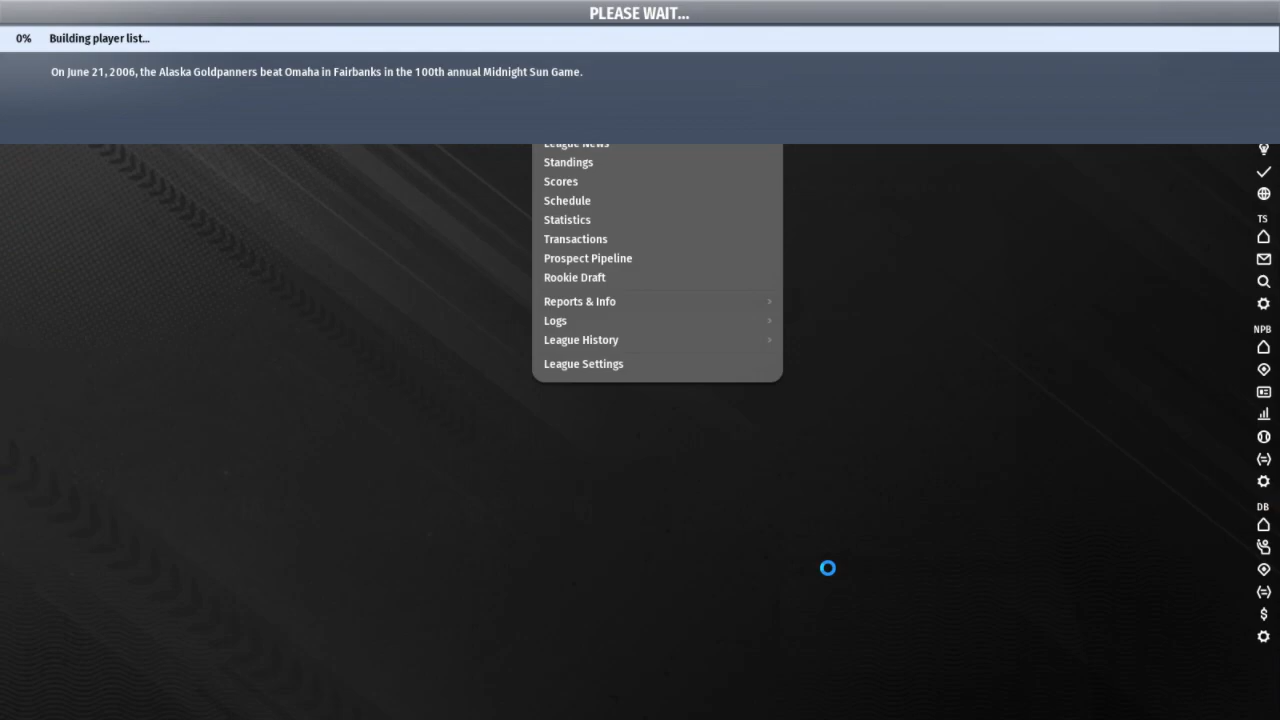 PLEASE WAIT...
0% Building player list...
On June 21, 2006, the Alaska Goldpanners beat Omaha in Fairbanks in the 100th annual Midnight Sun Game.
League News
Standings
Scores
Schedule
Statistics
Transactions
Prospect Pipeline
Rookie Draft
Reports & Info
Logs
League History
League Settings
TS
NPB
DB